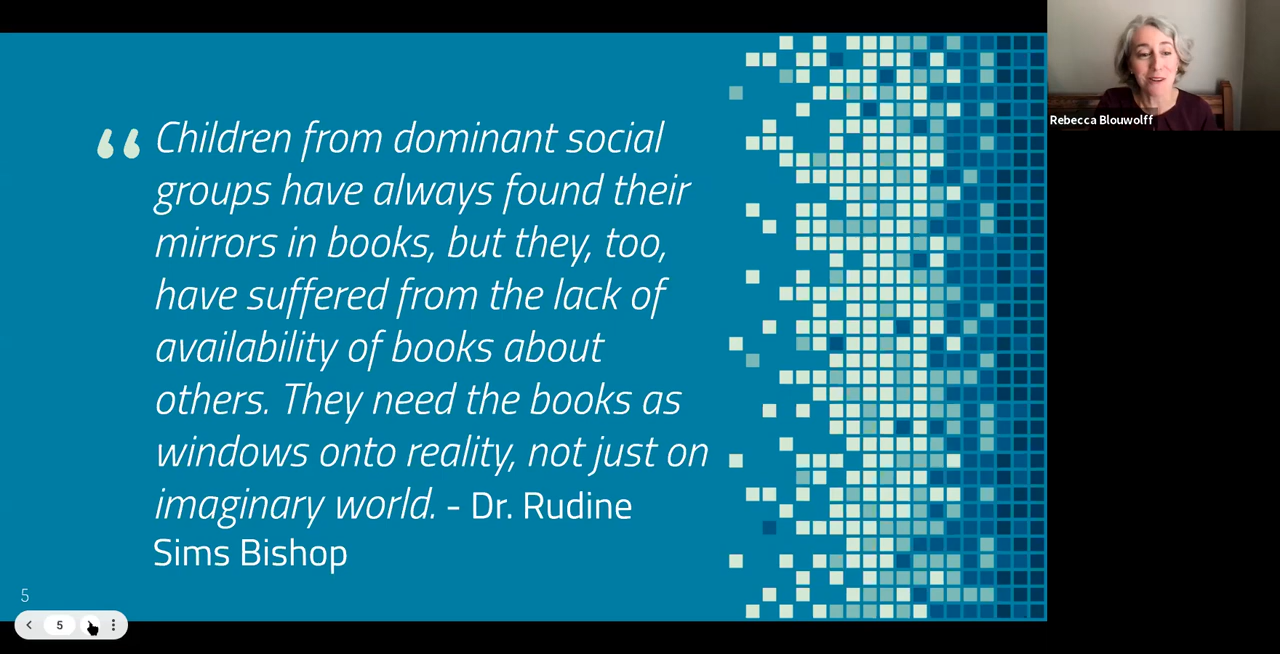 “ Children from dominant social
groups have always found their
mirrors in books, but they, too,
have suffered from the lack of
availability of books about
others. They need the books as
windows onto reality, not just on
imaginary world. - Dr. Rudine
Sims Bishop
5
5
Rebecca Blouwolff